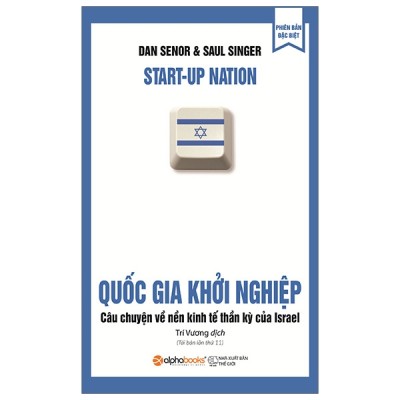 PHIÊN BẢN
ĐẶC BIỆT
DAN SENOR & SAUL SINGER
START-UP NATION
QUỐC GIA KHỞI NGHIỆP
Câu chuyện về nền kinh tế thần kỳ của Israel
Trí Vương dịch
(Tái bản lần thứ 11)
alphabooks
NHÀ XUẤT BẢN
THẾ GIỚI